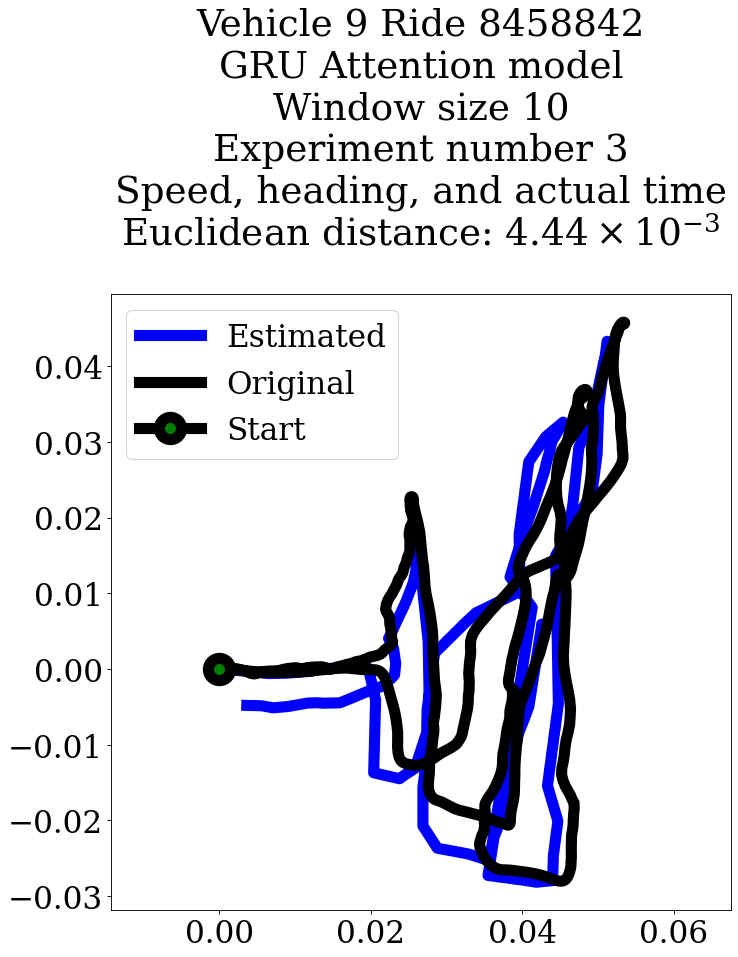 Vehicle 9 Ride 8458842
GRU Attention model
Window size 10
Experiment number 3
Speed, heading, and actual time
Euclidean distance: 4.44 × 10⁻³
Estimated
Original
Start
0.04
0.03
0.02
0.01
0.00
−0.01
−0.02
−0.03
0.00 0.02 0.04 0.06